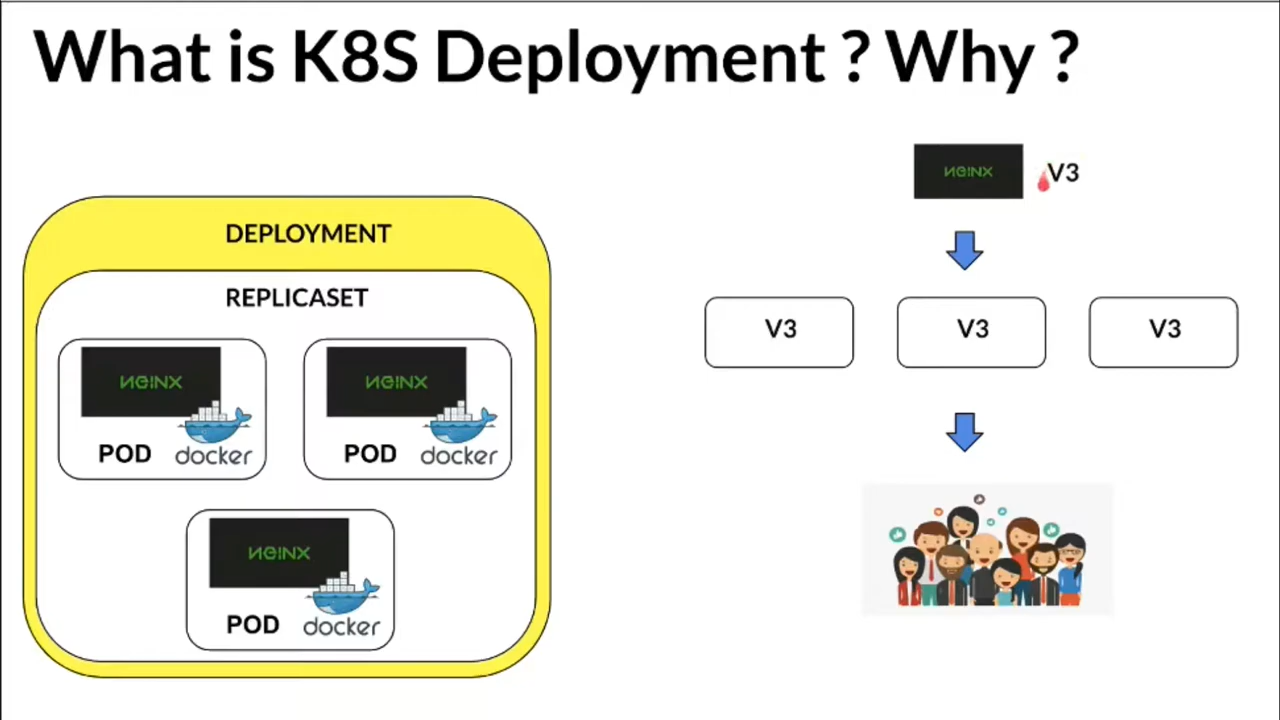 What is K8S Deployment ? Why ?
NGINX
V3
DEPLOYMENT
REPLICASET
V3
V3
V3
NGINX
POD
docker
NGINX
POD
docker
NGINX
POD
docker